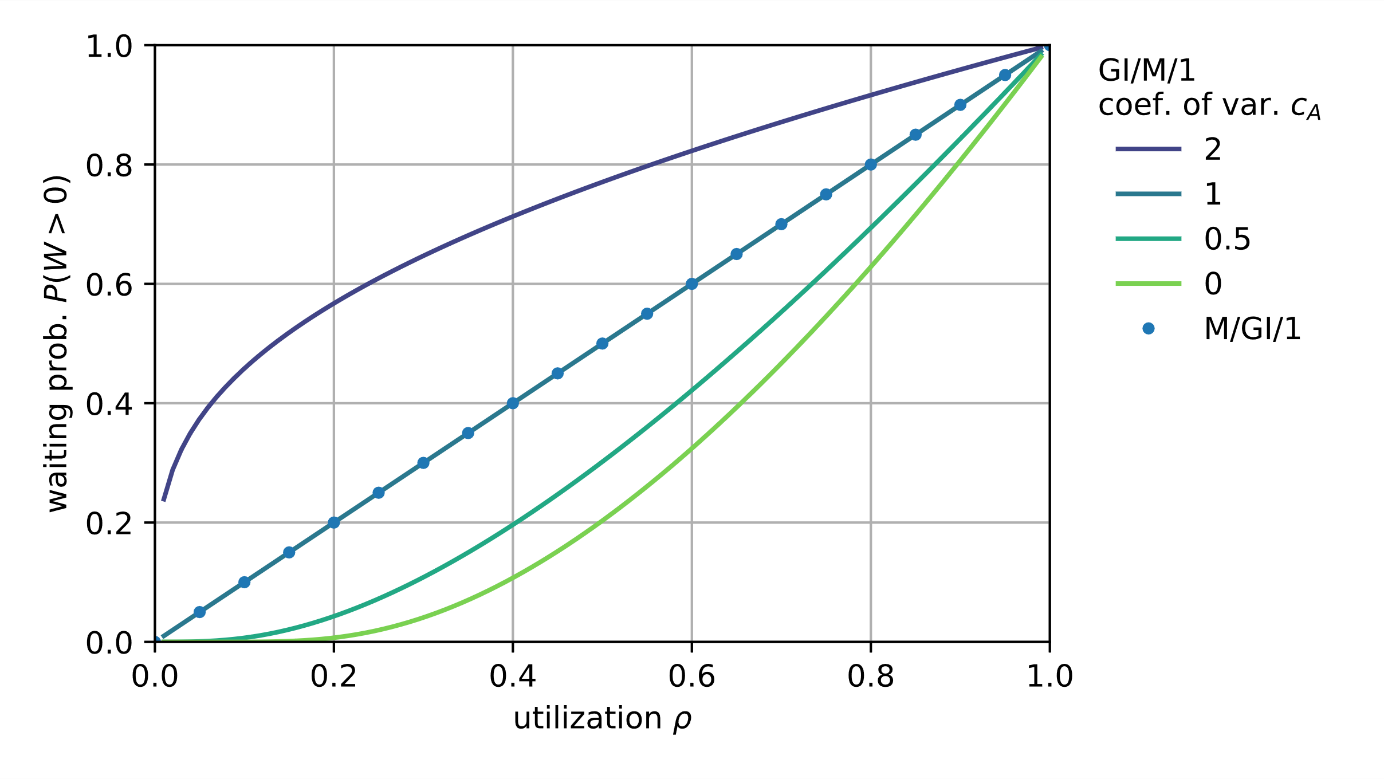 1.0
0.8
0.6
0.4
0.2
0.0
waiting prob. P(W > 0)
0.0 0.2 0.4 0.6 0.8 1.0
utilization ρ
GI/M/1
coef. of var. c_A
2
1
0.5
0
M/GI/1